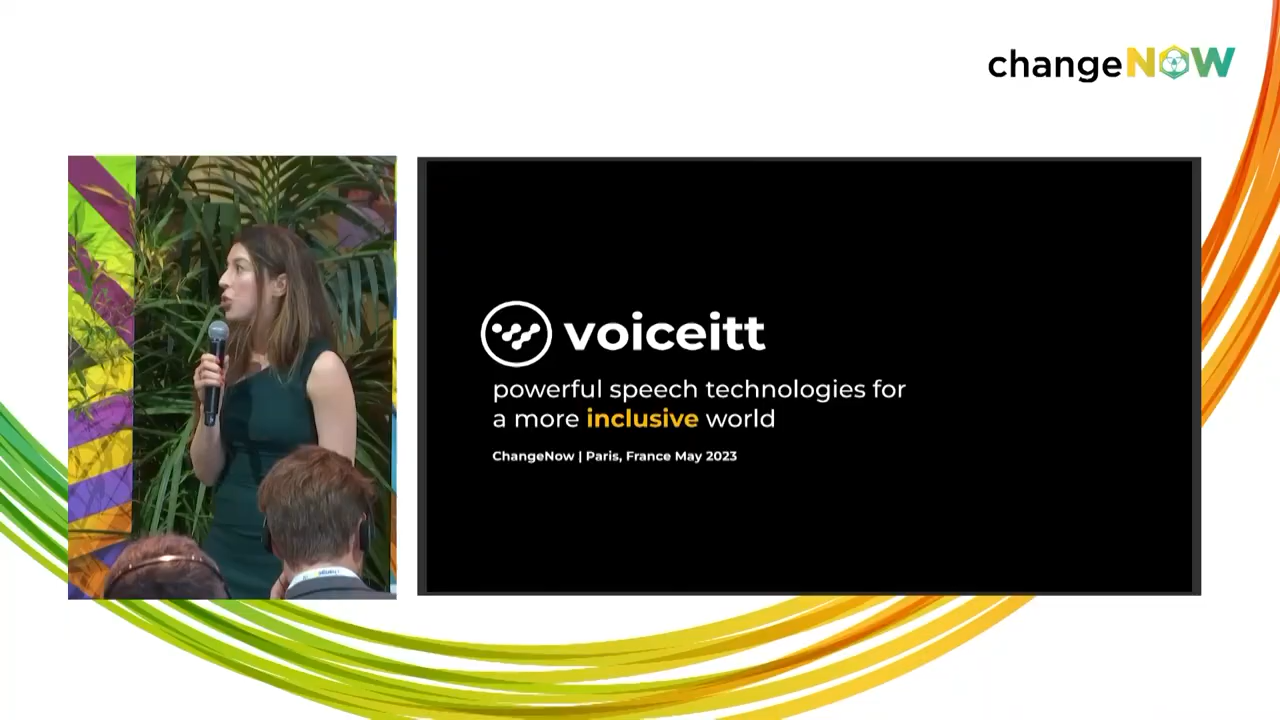 changeNOW
voiceitt
powerful speech technologies for
a more inclusive world
ChangeNow | Paris, France May 2023